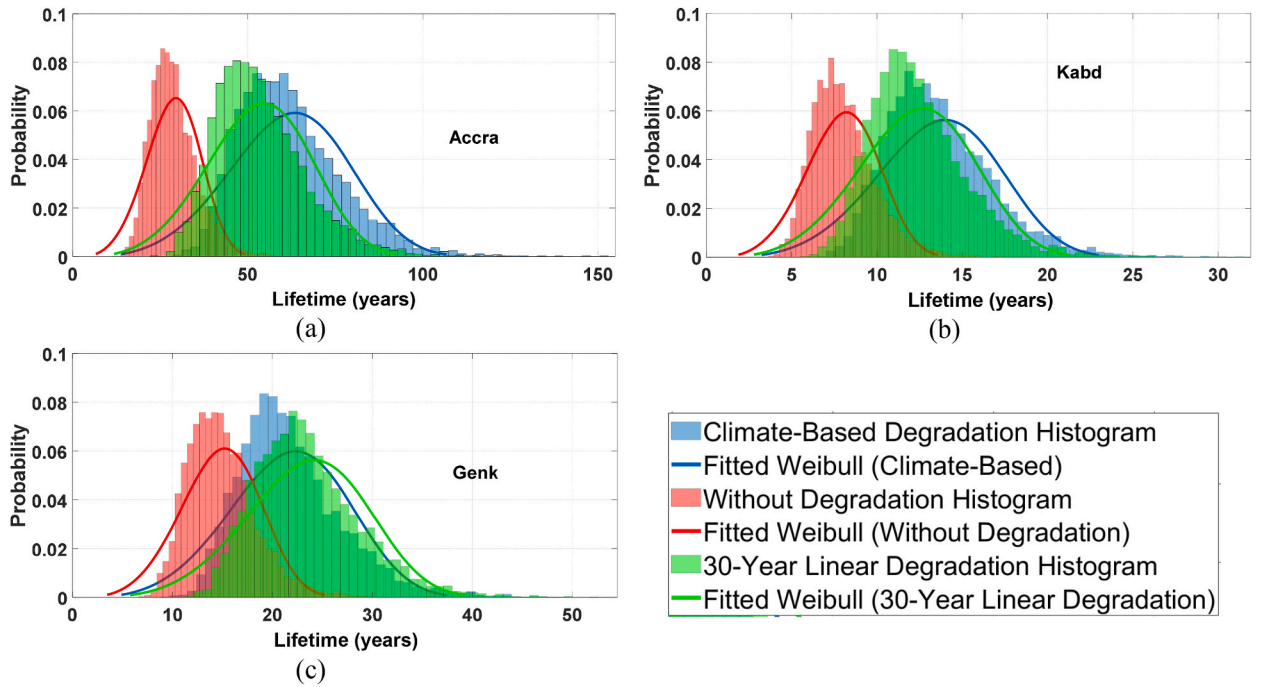 0.1
0.08
0.06
0.04
0.02
0
Probability
Accra
0 50 100 150
Lifetime (years)
(a)
0.1
0.08
0.06
0.04
0.02
0
Probability
Kabd
0 5 10 15 20 25 30
Lifetime (years)
(b)
0.1
0.08
0.06
0.04
0.02
0
Probability
Genk
10 20 30 40 50
Lifetime (years)
(c)
Climate-Based Degradation Histogram
Fitted Weibull (Climate-Based)
Without Degradation Histogram
Fitted Weibull (Without Degradation)
30-Year Linear Degradation Histogram
Fitted Weibull (30-Year Linear Degradation)